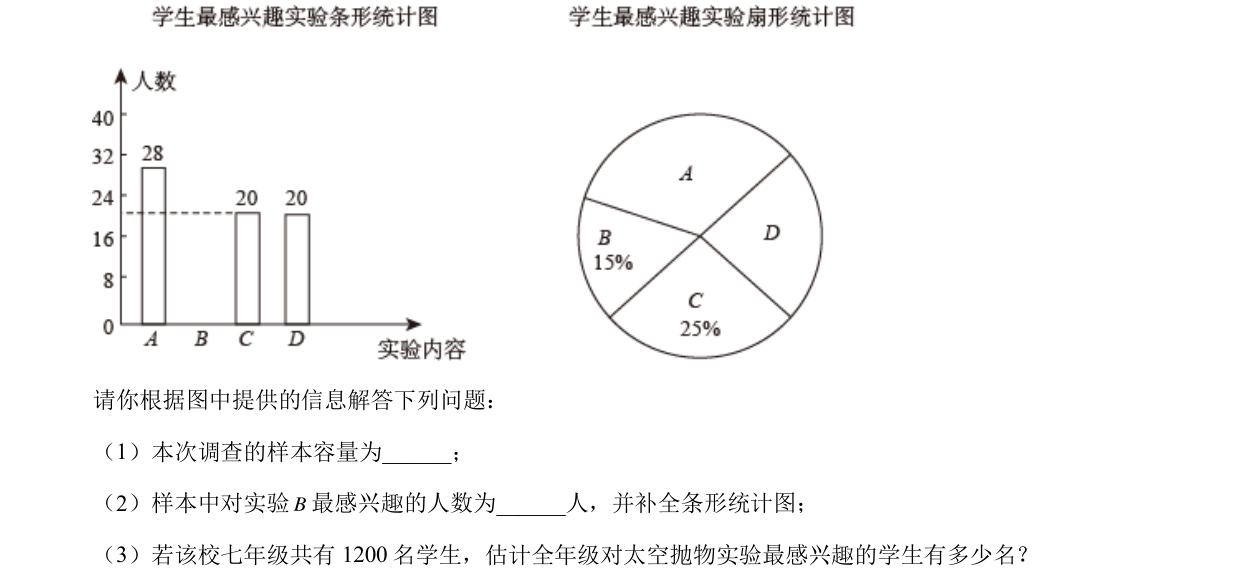 学生最感兴趣实验条形统计图 学生最感兴趣实验扇形统计图
人数
40
32
28
24
20 20
16
8
0
A B C D
实验内容
A
B
15%
D
C
25%
请你根据图中提供的信息解答下列问题：
（1）本次调查的样本容量为______；
（2）样本中对实验B最感兴趣的人数为______人，并补全条形统计图；
（3）若该校七年级共有 1200 名学生，估计全年级对太空抛物实验最感兴趣的学生有多少名？